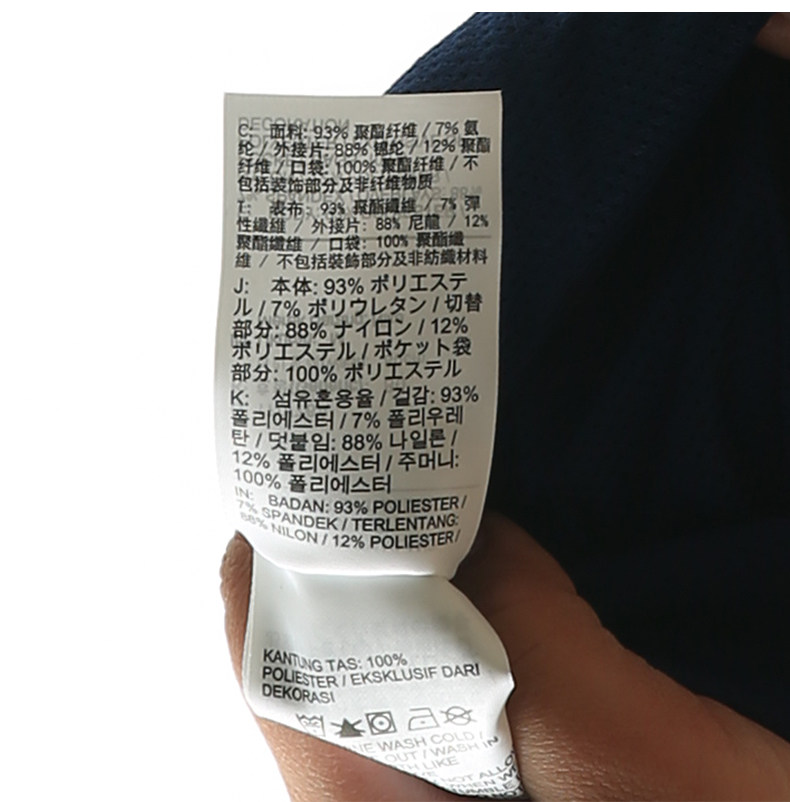 C: 面料: 93% 聚酯纤维 / 7% 氨
纶 / 外接片: 88% 锦纶 / 12% 聚酯
纤维 / 口袋: 100% 聚酯纤维 / 不
包括装饰部分及非纤维物质
T: 表布: 93% 聚酯纖維 / 7% 彈
性纖維 / 外接片: 88% 尼龍 / 12%
聚酯纖維 / 口袋: 100% 聚酯纖
維 / 不包括裝飾部分及非紡織材料
J: 本体: 93% ポリエステ
ル / 7% ポリウレタン / 切替
部分: 88% ナイロン / 12%
ポリエステル / ポケット袋
部分: 100% ポリエステル
K: 섬유혼용율 / 겉감: 93%
폴리에스터 / 7% 폴리우레
탄 / 덧붙임: 88% 나일론 /
12% 폴리에스터 / 주머니:
100% 폴리에스터
IN: BADAN: 93% POLIESTER /
7% SPANDEK / TERLENTANG:
88% NILON / 12% POLIESTER /
KANTUNG TAS: 100%
POLIESTER / EKSKLUSIF DARI
DEKORASI
WASH COLD /
OUT / WASH IN
LIKE
NOT ALLOW
WHEN